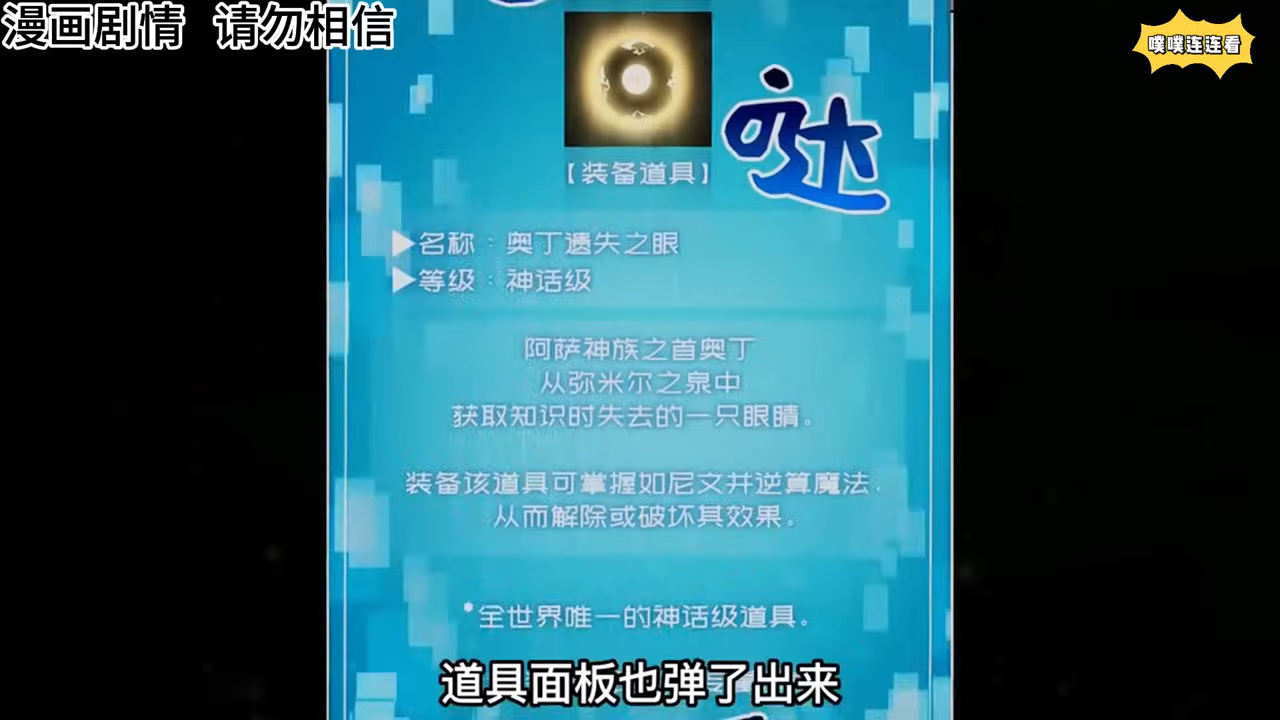 漫画剧情 请勿相信
噗噗连连看
哒
【装备道具】
▶名称：奥丁遗失之眼
▶等级：神话级
阿萨神族之首奥丁
从弥米尔之泉中
获取知识时失去的一只眼睛。
装备该道具可掌握如尼文并逆算魔法，
从而解除或破坏其效果。
*全世界唯一的神话级道具。
道具面板也弹了出来